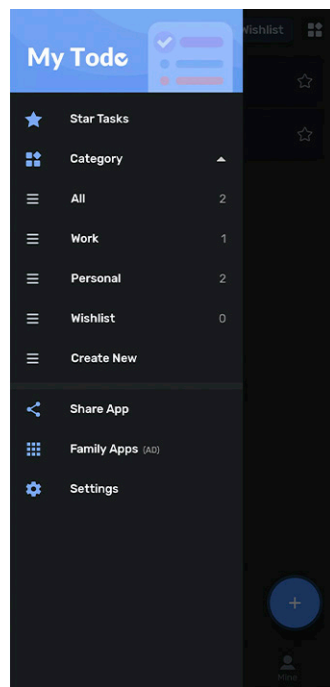 My Todo
Wishlist
Star Tasks
Category
All 2
Work 1
Personal 2
Wishlist 0
Create New
Share App
Family Apps (AD)
Settings
+
Mine